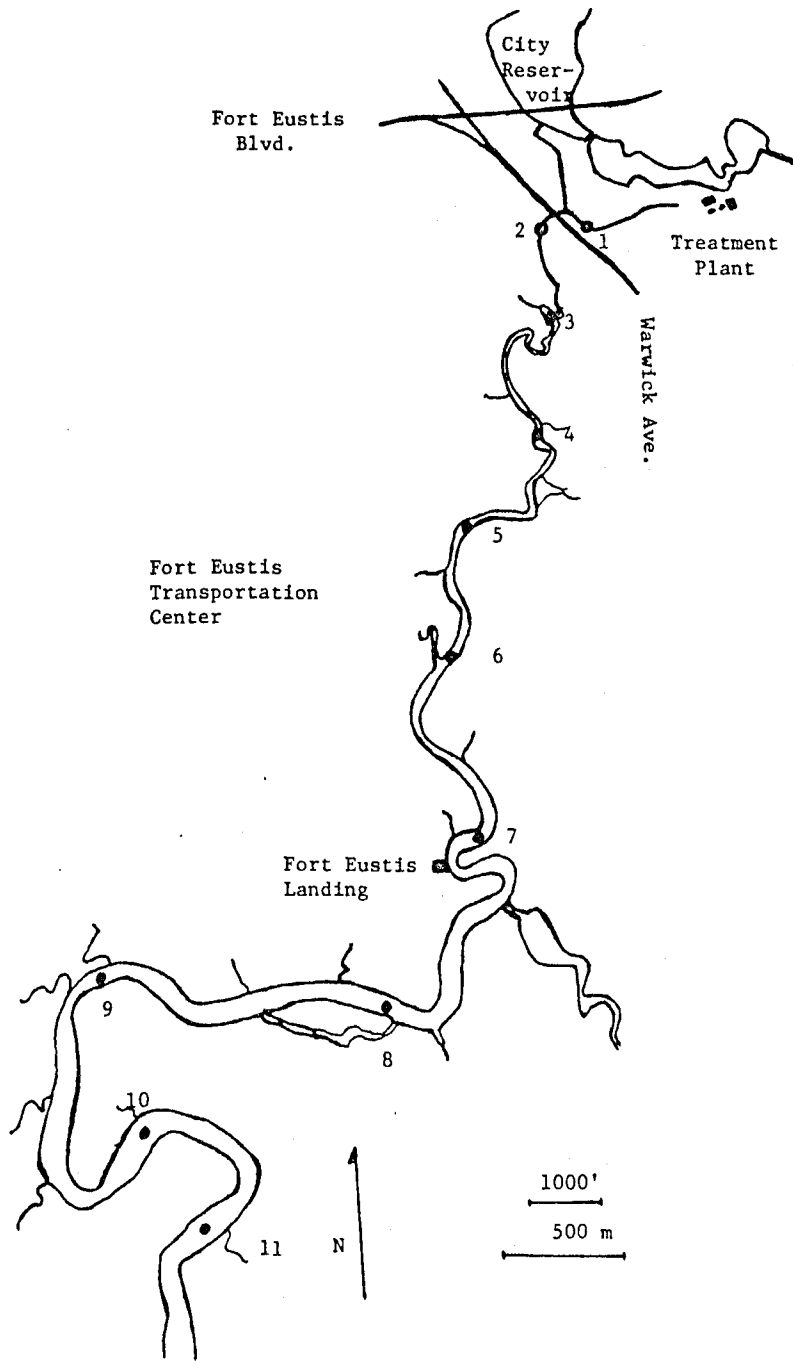 City
Reser-
voir
Fort Eustis
Blvd.
2
1
Treatment
Plant
3
Warwick Ave.
4
5
Fort Eustis
Transportation
Center
6
7
Fort Eustis
Landing
9
8
10
1000'
500 m
11
N